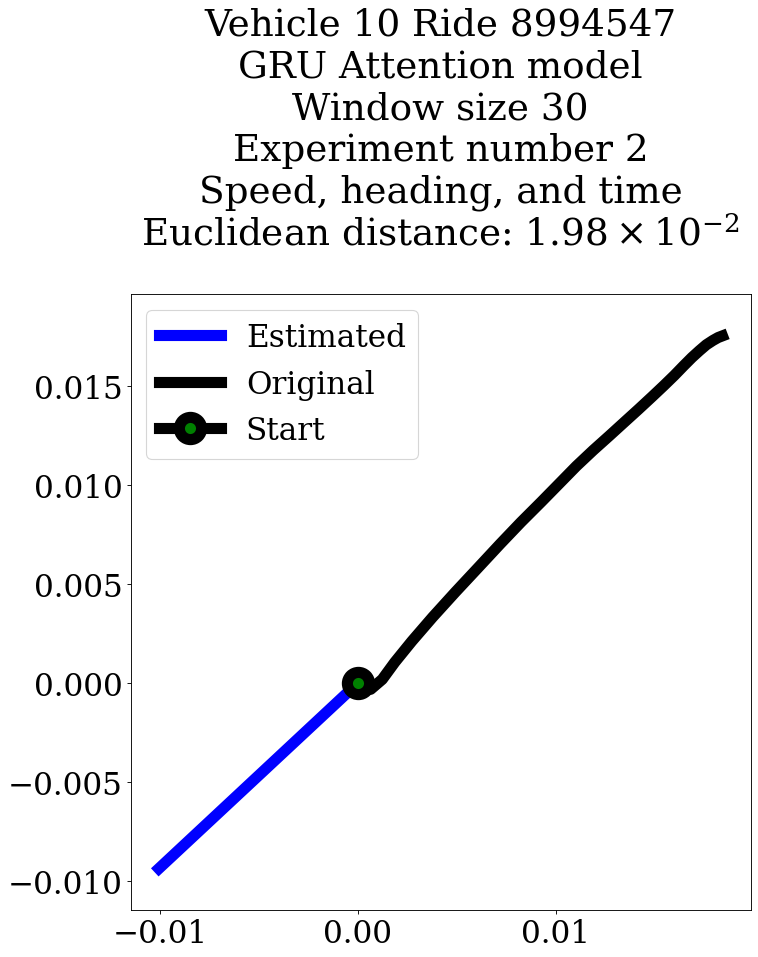 Vehicle 10 Ride 8994547
GRU Attention model
Window size 30
Experiment number 2
Speed, heading, and time
Euclidean distance: 1.98 × 10⁻²
Estimated
Original
Start
0.015
0.010
0.005
0.000
−0.005
−0.010
−0.01 0.00 0.01